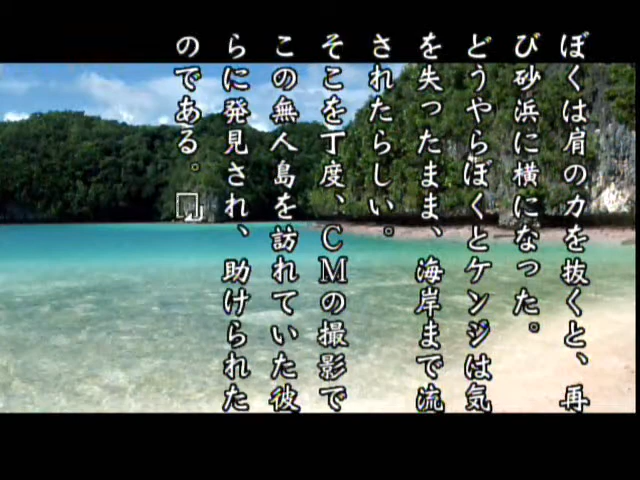 ぼくは肩の力を抜くと、再
び砂浜に横になった。
どうやらぼくとケンジは気
を失ったまま、海岸まで流
されたらしい。
そこを丁度、CMの撮影で
この無人島を訪れていた彼
らに発見され、助けられた
のである。